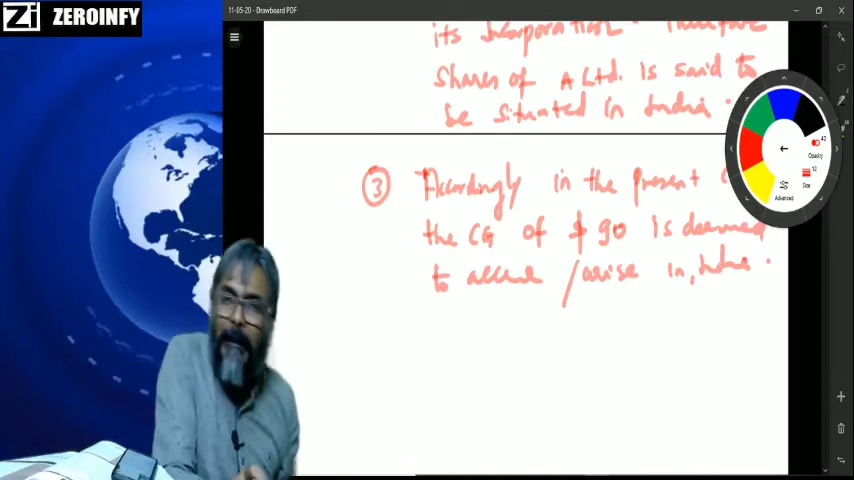 Zi ZEROINFY
11-05-20 - Drawboard PDF
its Incorporation. Therefore
Shares of A Ltd. is said to
be situated in India.
③ Accordingly in the present
the CG of $ 90 is deemed
to accrue / arise in India.
Opacity
Size
Advanced